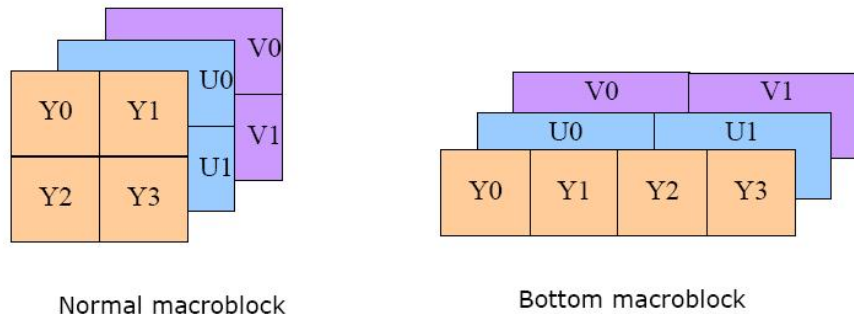 V0
U0
Y0 Y1
V1
U1
Y2 Y3
Normal macroblock
V0 V1
U0 U1
Y0 Y1 Y2 Y3
Bottom macroblock